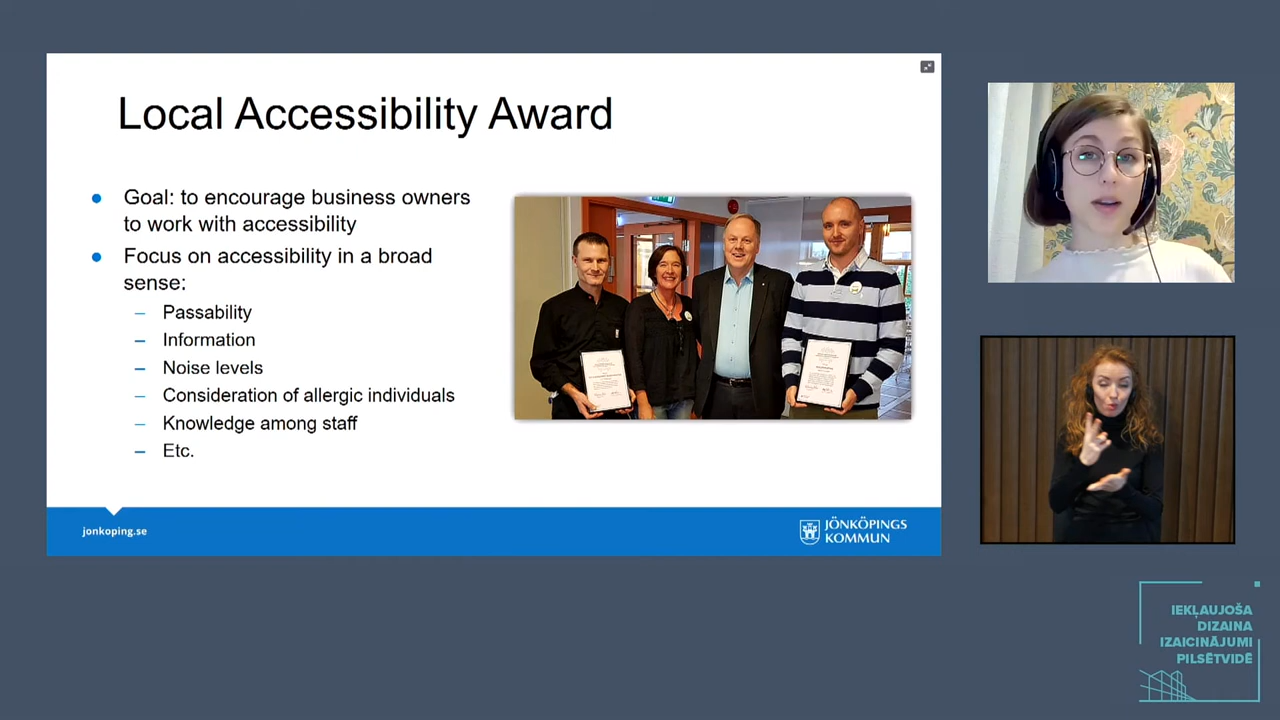 Local Accessibility Award
Goal: to encourage business owners
to work with accessibility
Focus on accessibility in a broad
sense:
Passability
Information
Noise levels
Consideration of allergic individuals
Knowledge among staff
Etc.
jonkoping.se
JÖNKÖPINGS
KOMMUN
IEKĻAUJOŠA
DIZAINA
IZAICINĀJUMI
PILSĒTVIDĒ